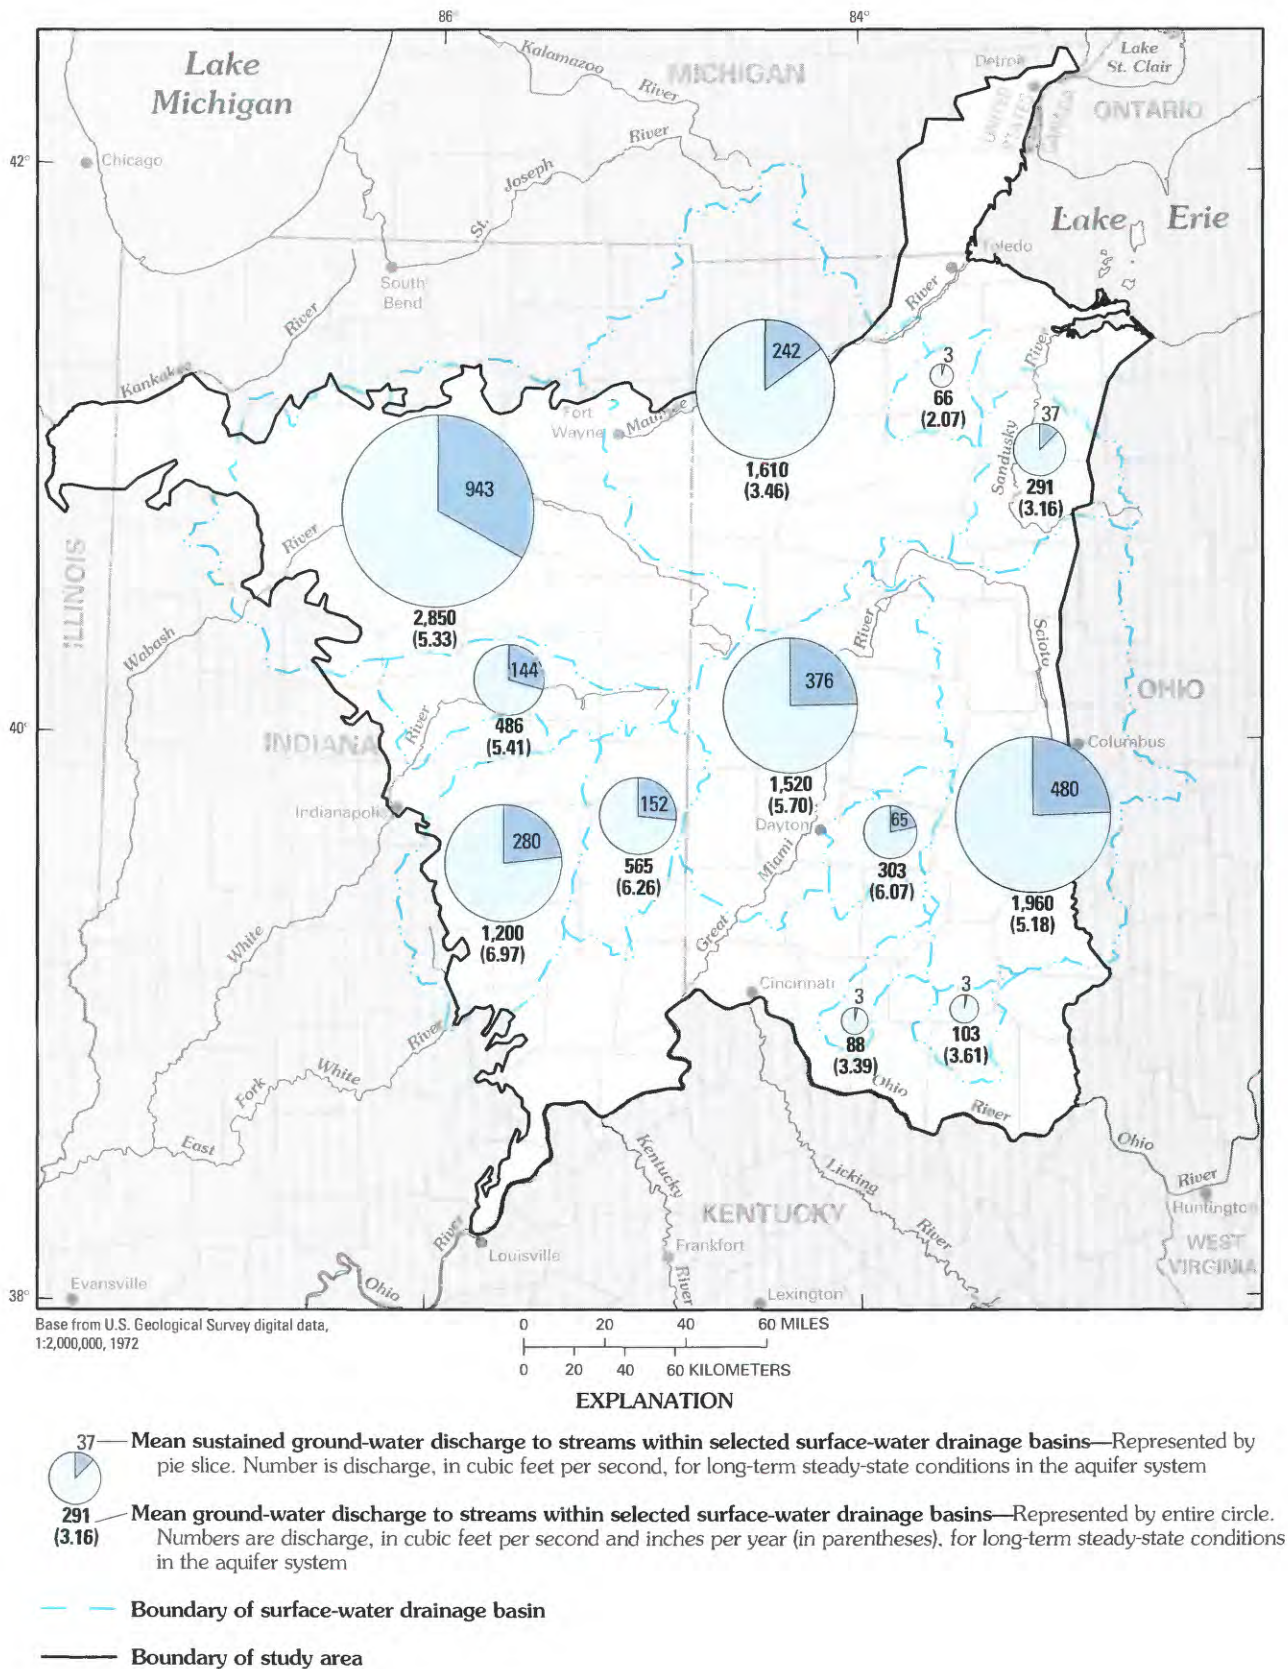 86°
84°
Lake
Michigan
Kalamazoo
River
MICHIGAN
Detroit
Lake
St. Clair
UNITED
STATES
CANADA
ONTARIO
42°
Chicago
St.
Joseph
River
Lake Erie
Toledo
South
Bend
River
River
Kankakee
242
3
66
(2.07)
River
37
Fort
Wayne
Maumee
1,610
(3.46)
Sandusky
291
(3.16)
943
ILLINOIS
River
2,850
(5.33)
River
Scioto
Wabash
144
376
OHIO
40°
INDIANA
River
486
(5.41)
Columbus
1,520
(5.70)
480
Indianapolis
280
152
Dayton
65
Miami
565
(6.26)
303
(6.07)
1,960
(5.18)
1,200
(6.97)
White
Great
Cincinnati
3
3
88
(3.39)
103
(3.61)
River
White
Fork
East
Ohio
River
Kentucky
Licking
Ohio
River
River
Huntington
KENTUCKY
River
River
Louisville
Frankfort
WEST
VIRGINIA
Evansville
Ohio
River
Lexington
38°
Base from U.S. Geological Survey digital data,
1:2,000,000, 1972
0 20 40 60 MILES
0 20 40 60 KILOMETERS
EXPLANATION
37
Mean sustained ground-water discharge to streams within selected surface-water drainage basins—Represented by
pie slice. Number is discharge, in cubic feet per second, for long-term steady-state conditions in the aquifer system
291
(3.16)
Mean ground-water discharge to streams within selected surface-water drainage basins—Represented by entire circle.
Numbers are discharge, in cubic feet per second and inches per year (in parentheses), for long-term steady-state conditions
in the aquifer system
Boundary of surface-water drainage basin
Boundary of study area